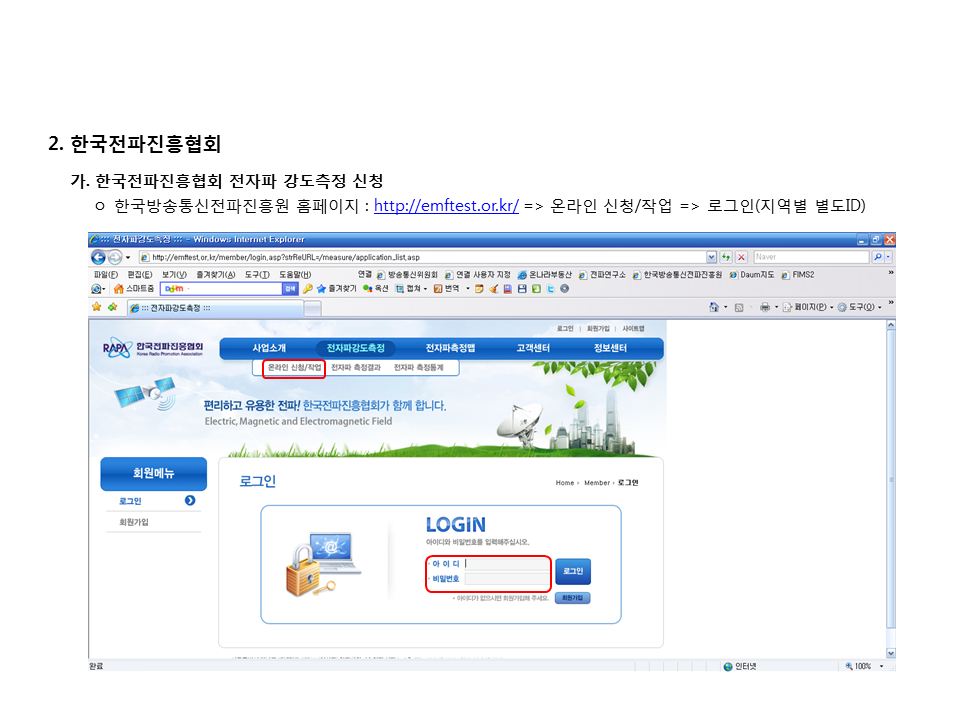 2. 한국전파진흥협회
가. 한국전파진흥협회 전자파 강도측정 신청
ㅇ 한국방송통신전파진흥원 홈페이지 : http://emftest.or.kr/ => 온라인 신청/작업 => 로그인(지역별 별도ID)
::: 전자파강도측정 ::: - Windows Internet Explorer
http://emftest.or.kr/member/login.asp?strReURL=/measure/application_list.asp
Naver
파일(F) 편집(E) 보기(V) 즐겨찾기(A) 도구(T) 도움말(H) 연결 방송통신위원회 연결 사용자 지정 온나라부동산 전파연구소 한국방송통신전파진흥원 Daum지도 FIMS2
스마트줌 Daum 검색 즐겨찾기 옥션 캡쳐 번역
::: 전자파강도측정 ::: 페이지(P) 도구(O)
로그인 | 회원가입 | 사이트맵
RAPA 한국전파진흥협회
Korea Radio Promotion Association
사업소개 전자파강도측정 전자파측정맵 고객센터 정보센터
온라인 신청/작업 전자파 측정결과 전자파 측정통계
편리하고 유용한 전파! 한국전파진흥협회가 함께 합니다.
Electric, Magnetic and Electromagnetic Field
회원메뉴
로그인
회원가입
로그인
Home › Member › 로그인
LOGIN
아이디와 비밀번호를 입력해주십시오.
아 이 디
비밀번호
로그인
아이디가 없으시면 회원가입해 주세요.
회원가입
완료 인터넷 100%